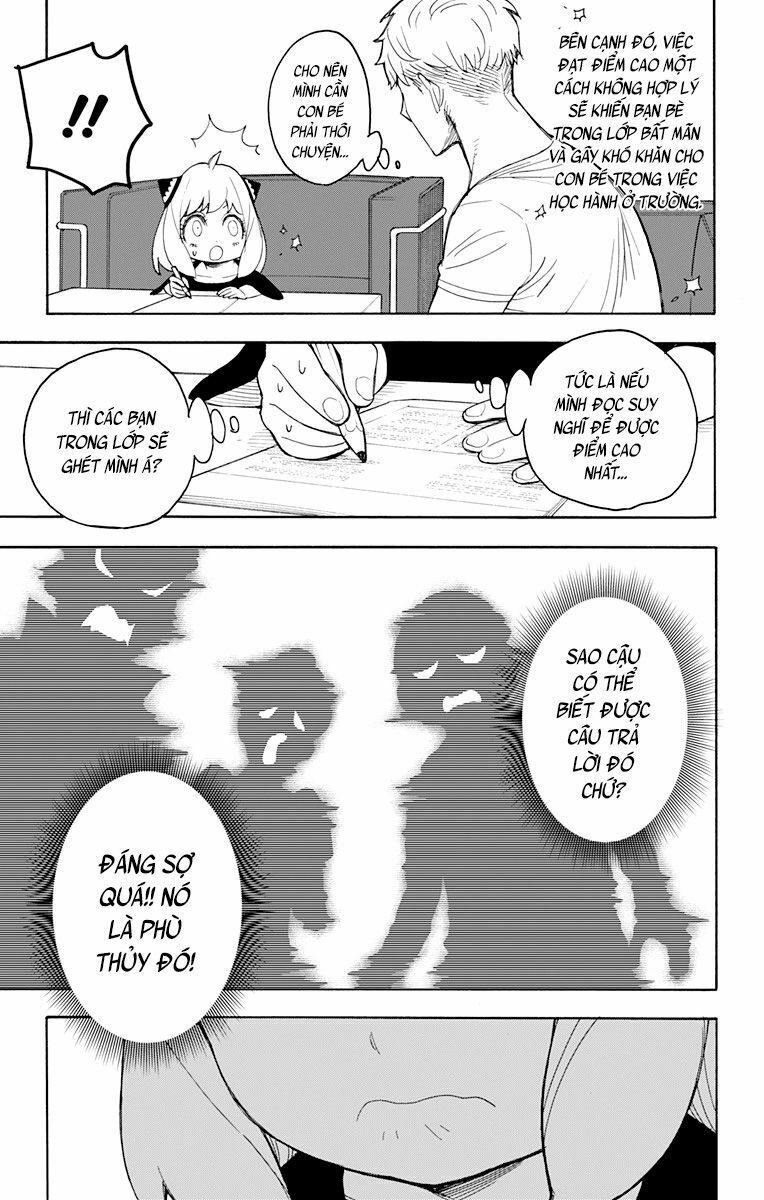 BÊN CẠNH ĐÓ, VIỆC
ĐẠT ĐIỂM CAO MỘT
CÁCH KHÔNG HỢP LÝ
SẼ KHIẾN BẠN BÈ
TRONG LỚP BẤT MÃN
VÀ GÂY KHÓ KHĂN CHO
CON BÉ TRONG VIỆC
HỌC HÀNH Ở TRƯỜNG.
CHO NÊN
MÌNH CẦN
CON BÉ
PHẢI THÔI
CHUYỆN...
!!
TỨC LÀ NẾU
MÌNH ĐỌC SUY
NGHĨ ĐỂ ĐƯỢC
ĐIỂM CAO
NHẤT...
THÌ CÁC BẠN
TRONG LỚP SẼ
GHÉT MÌNH Á?
SAO CẬU
CÓ THỂ
BIẾT ĐƯỢC
CÂU TRẢ
LỜI ĐÓ
CHỨ?
ĐÁNG SỢ
QUÁ!! NÓ
LÀ PHÙ
THỦY ĐÓ!